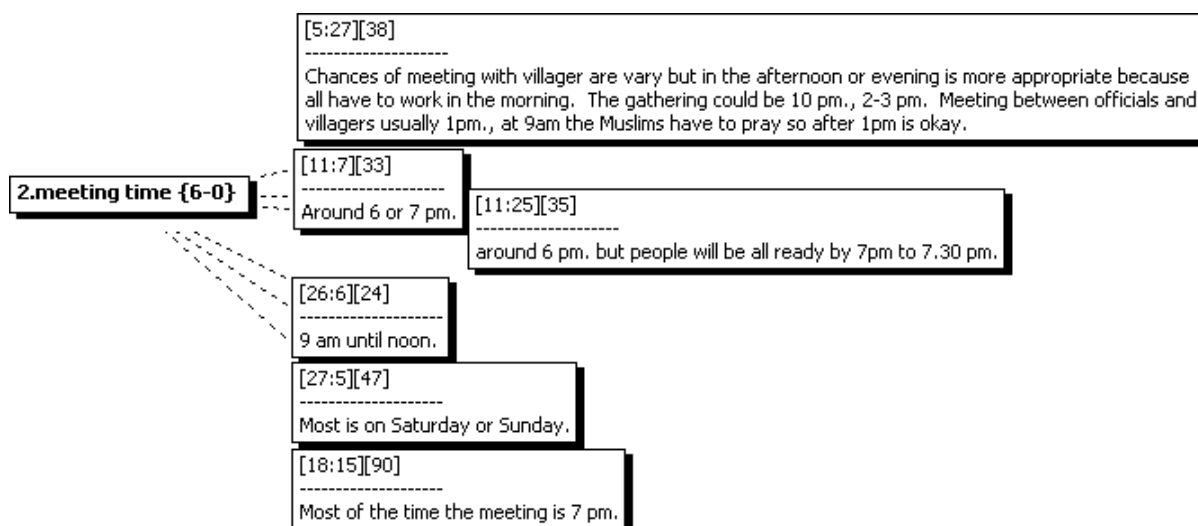 [5:27][38]
--------------------
Chances of meeting with villager are vary but in the afternoon or evening is more appropriate because
all have to work in the morning.  The gathering could be 10 pm., 2-3 pm.  Meeting between officials and
villagers usually 1pm., at 9am the Muslims have to pray so after 1pm is okay.
2.meeting time {6-0}
[11:7][33]
--------------------
Around 6 or 7 pm.
[11:25][35]
--------------------
around 6 pm. but people will be all ready by 7pm to 7.30 pm.
[26:6][24]
--------------------
9 am until noon.
[27:5][47]
--------------------
Most is on Saturday or Sunday.
[18:15][90]
--------------------
Most of the time the meeting is 7 pm.